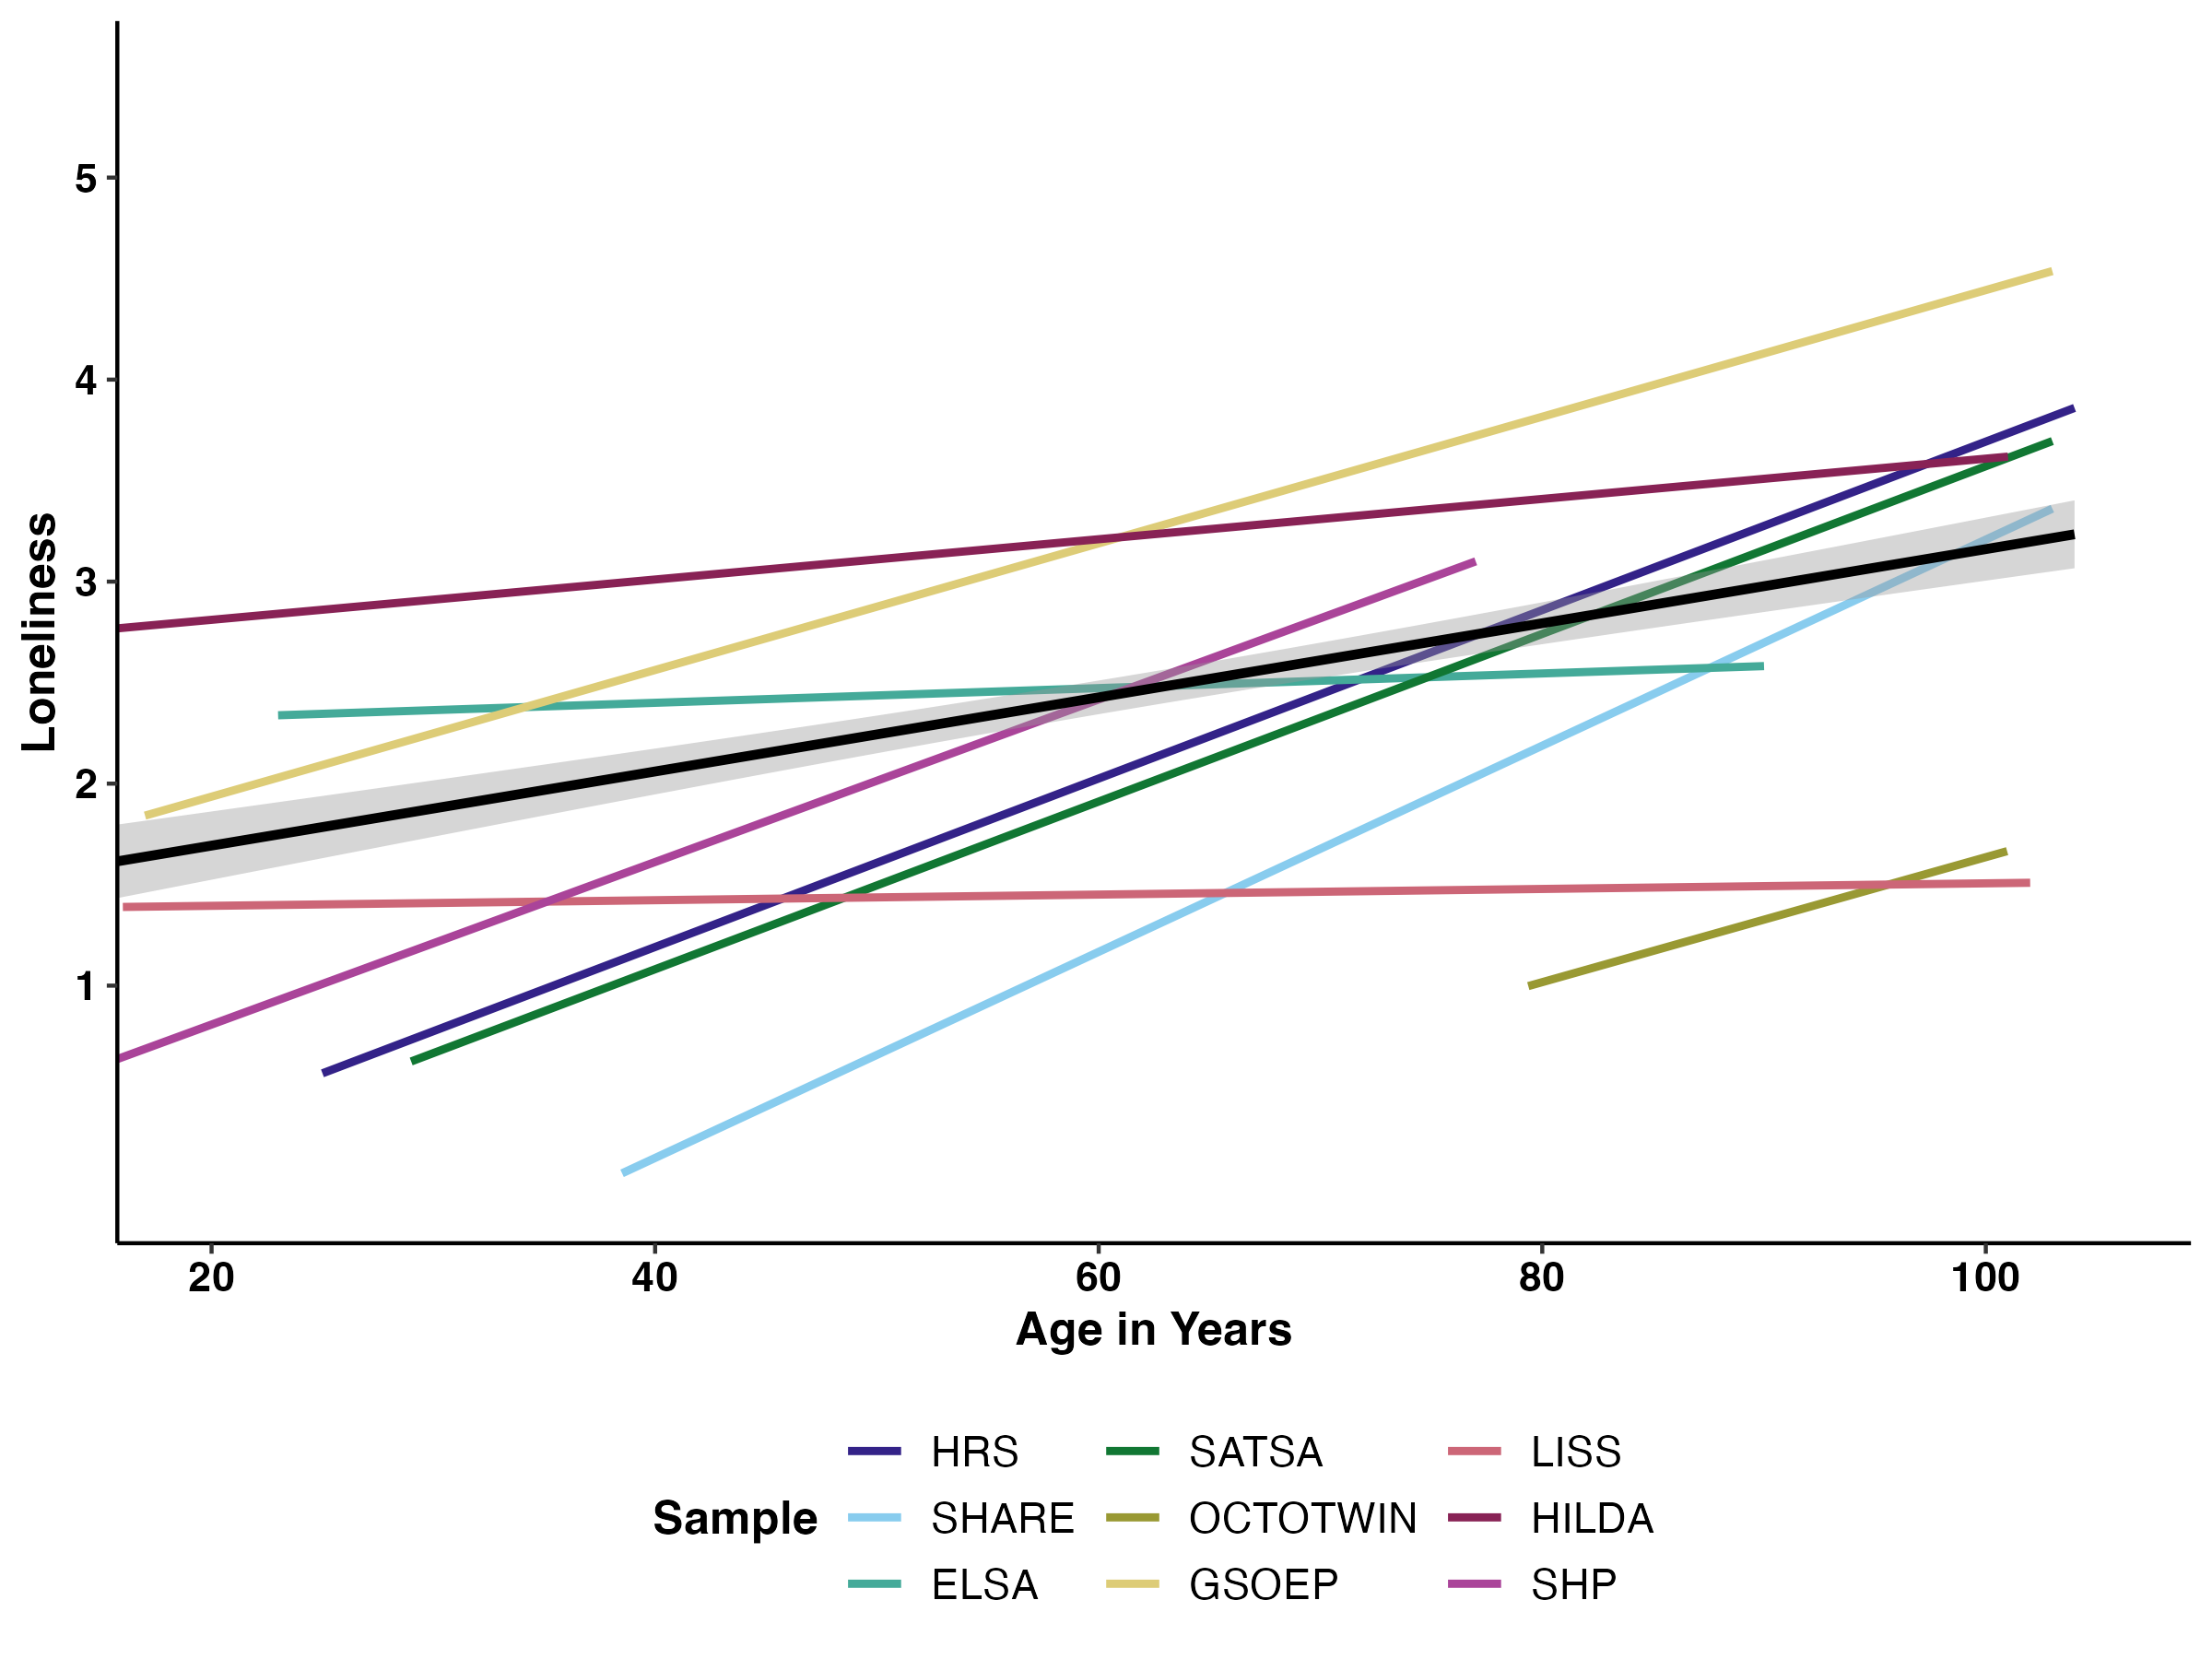 Loneliness
5
4
3
2
1
20 40 60 80 100
Age in Years
Sample
HRS SATSA LISS
SHARE OCTOTWIN HILDA
ELSA GSOEP SHP